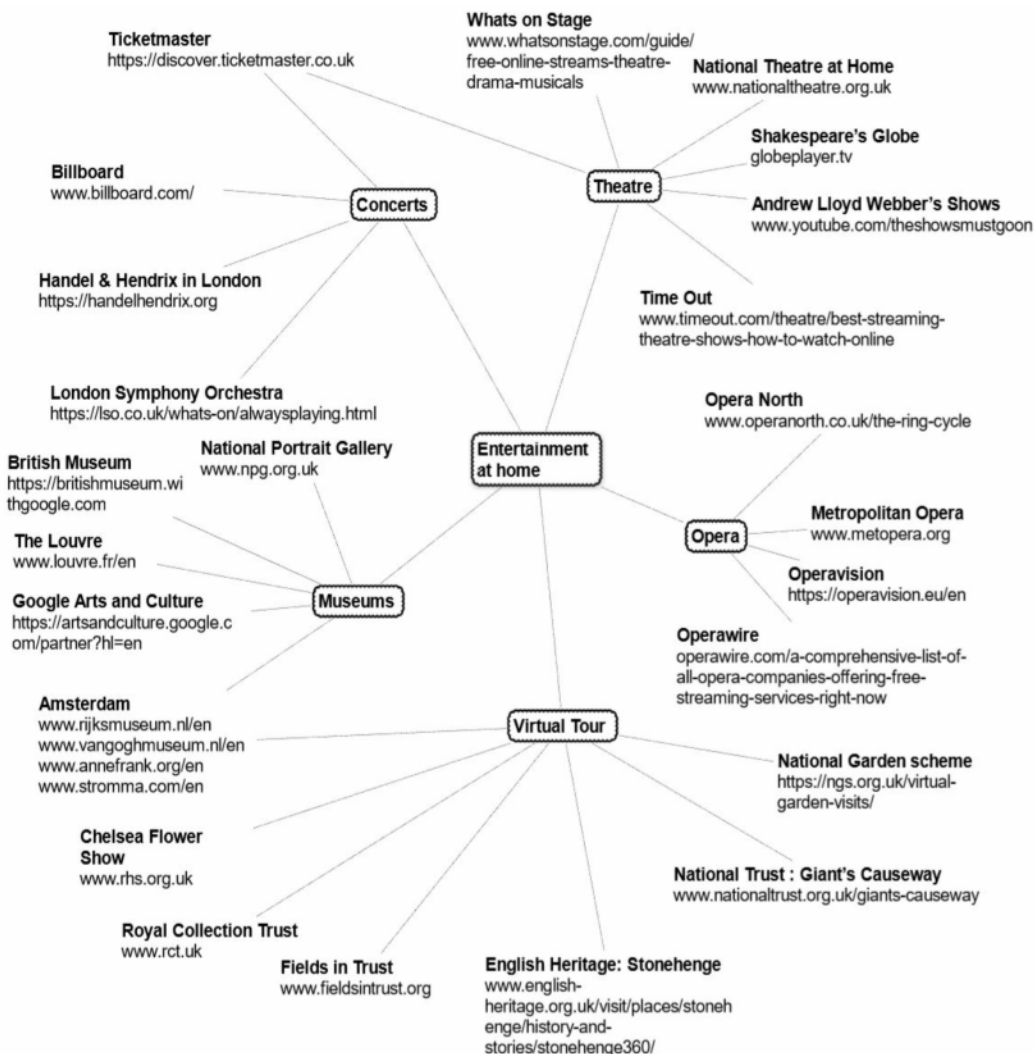 Whats on Stage
www.whatsonstage.com/guide/
free-online-streams-theatre-
drama-musicals
Ticketmaster
https://discover.ticketmaster.co.uk
National Theatre at Home
www.nationaltheatre.org.uk
Shakespeare's Globe
globeplayer.tv
Billboard
www.billboard.com/
Concerts
Theatre
Andrew Lloyd Webber's Shows
www.youtube.com/theshowsmustgoon
Handel & Hendrix in London
https://handelhendrix.org
Time Out
www.timeout.com/theatre/best-streaming-
theatre-shows-how-to-watch-online
London Symphony Orchestra
https://lso.co.uk/whats-on/alwaysplaying.html
Opera North
www.operanorth.co.uk/the-ring-cycle
National Portrait Gallery
www.npg.org.uk
Entertainment
at home
British Museum
https://britishmuseum.wi
thgoogle.com
Metropolitan Opera
www.metopera.org
Opera
The Louvre
www.louvre.fr/en
Operavision
https://operavision.eu/en
Google Arts and Culture
https://artsandculture.google.c
om/partner?hl=en
Museums
Operawire
operawire.com/a-comprehensive-list-of-
all-opera-companies-offering-free-
streaming-services-right-now
Amsterdam
www.rijksmuseum.nl/en
www.vangoghmuseum.nl/en
www.annefrank.org/en
www.stromma.com/en
Virtual Tour
National Garden scheme
https://ngs.org.uk/virtual-
garden-visits/
Chelsea Flower
Show
www.rhs.org.uk
National Trust : Giant's Causeway
www.nationaltrust.org.uk/giants-causeway
Royal Collection Trust
www.rct.uk
Fields in Trust
www.fieldsintrust.org
English Heritage: Stonehenge
www.english-
heritage.org.uk/visit/places/stoneh
enge/history-and-
stories/stonehenge360/